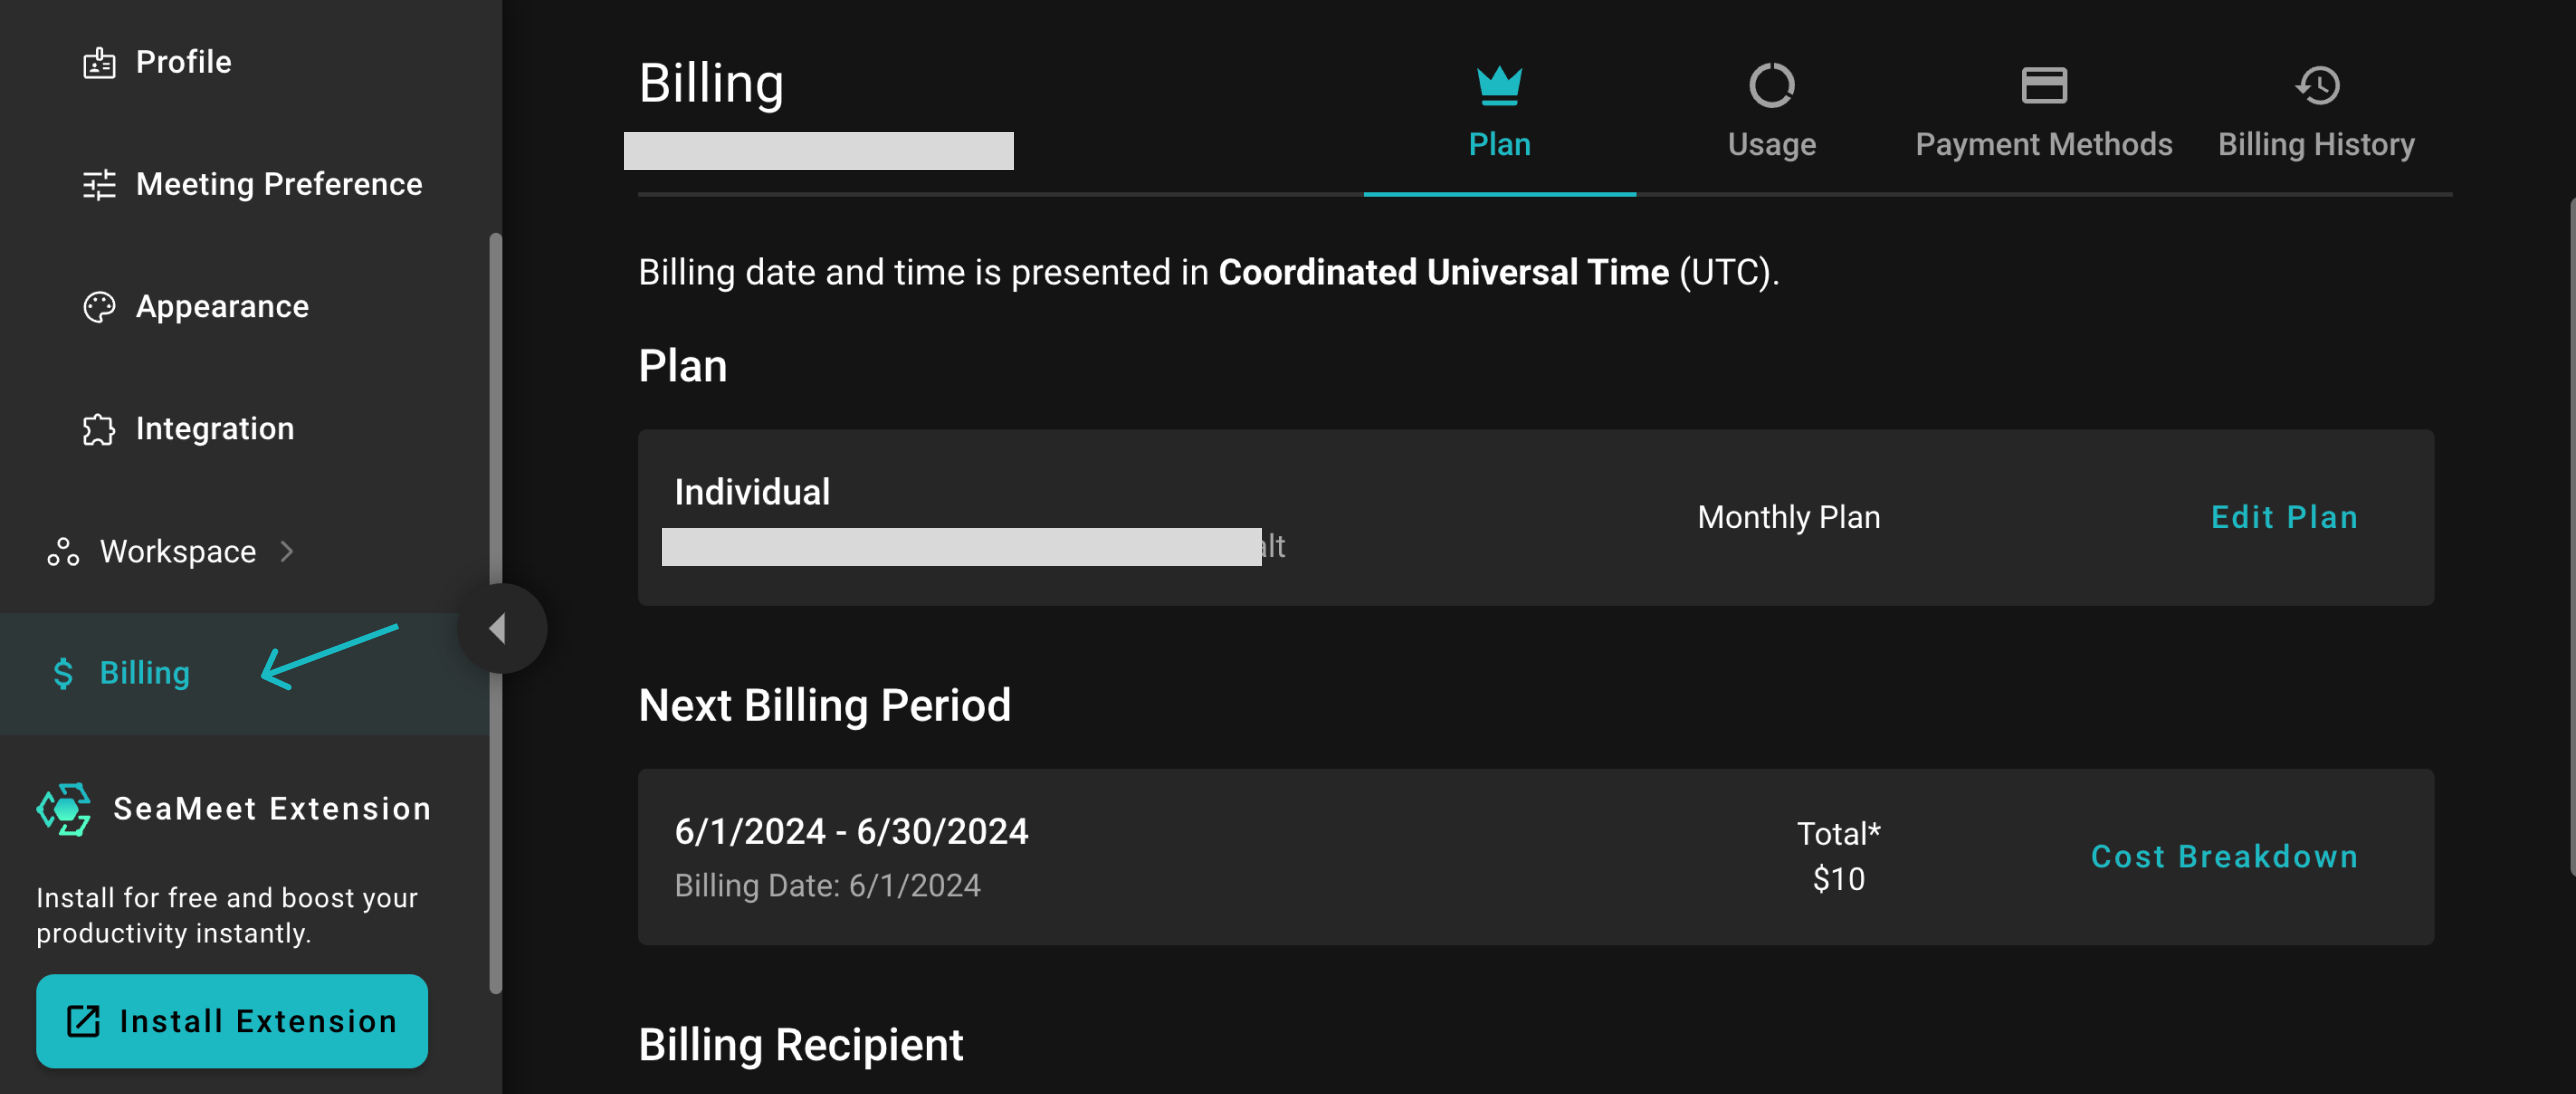 Profile
Meeting Preference
Appearance
Integration
Workspace
Billing
SeaMeet Extension
Install for free and boost your
productivity instantly.
Install Extension
Billing
Plan
Usage
Payment Methods
Billing History
Billing date and time is presented in Coordinated Universal Time (UTC).
Plan
Individual
Monthly Plan
Edit Plan
Next Billing Period
6/1/2024 - 6/30/2024
Billing Date: 6/1/2024
Total*
$10
Cost Breakdown
Billing Recipient